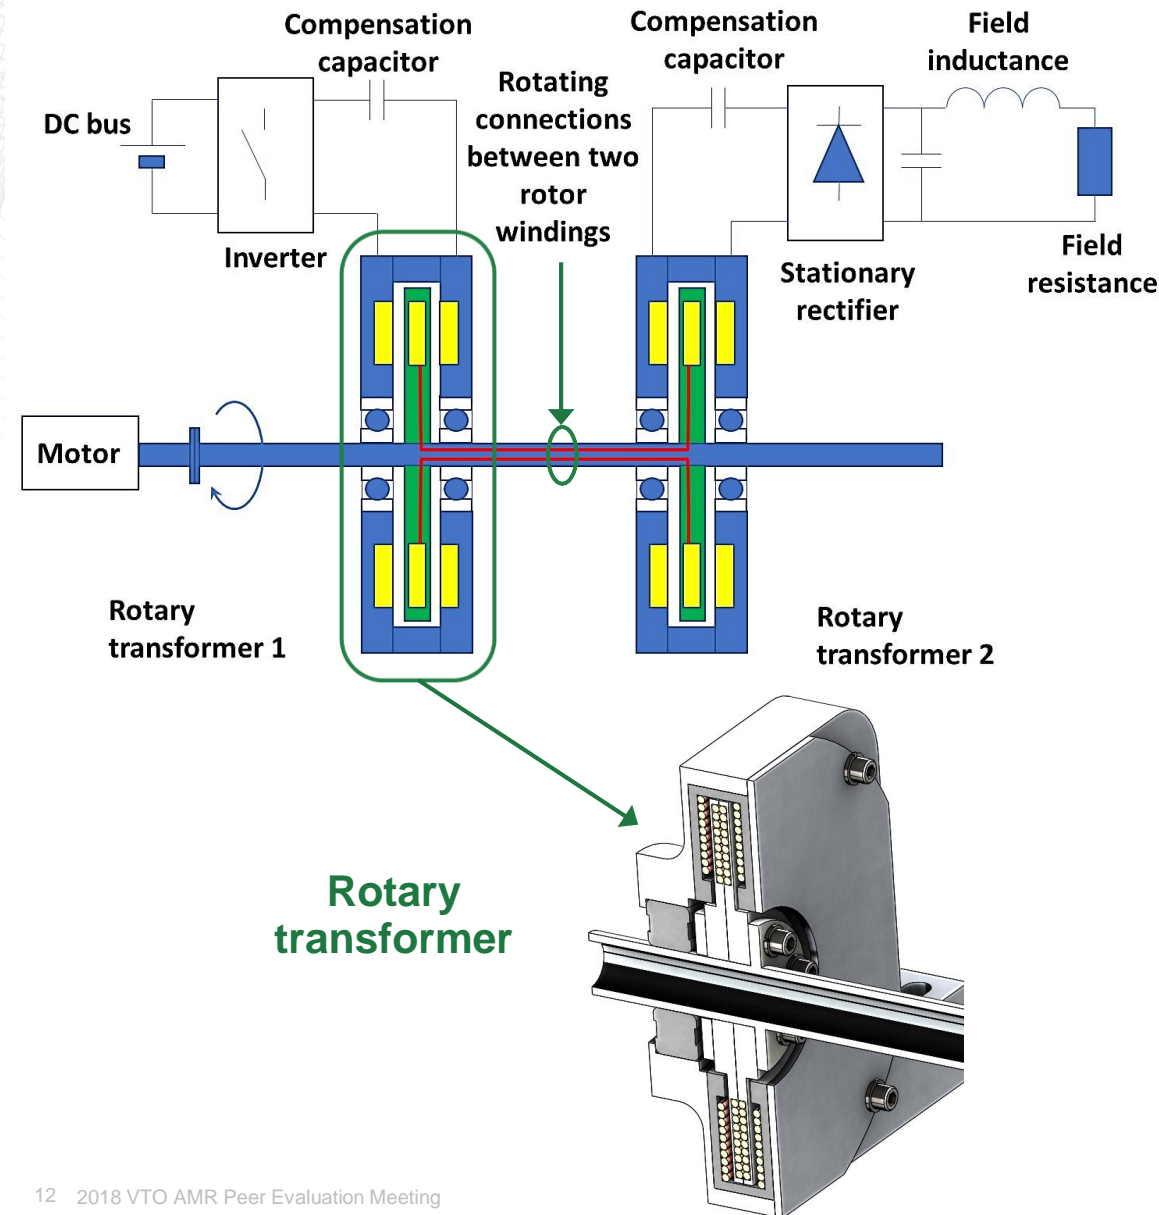 Compensation
capacitor
Compensation
capacitor
Field
inductance
Rotating
connections
between two
rotor
windings
DC bus
Inverter
Stationary
rectifier
Field
resistance
Motor
Rotary
transformer 1
Rotary
transformer 2
Rotary
transformer
12 2018 VTO AMR Peer Evaluation Meeting